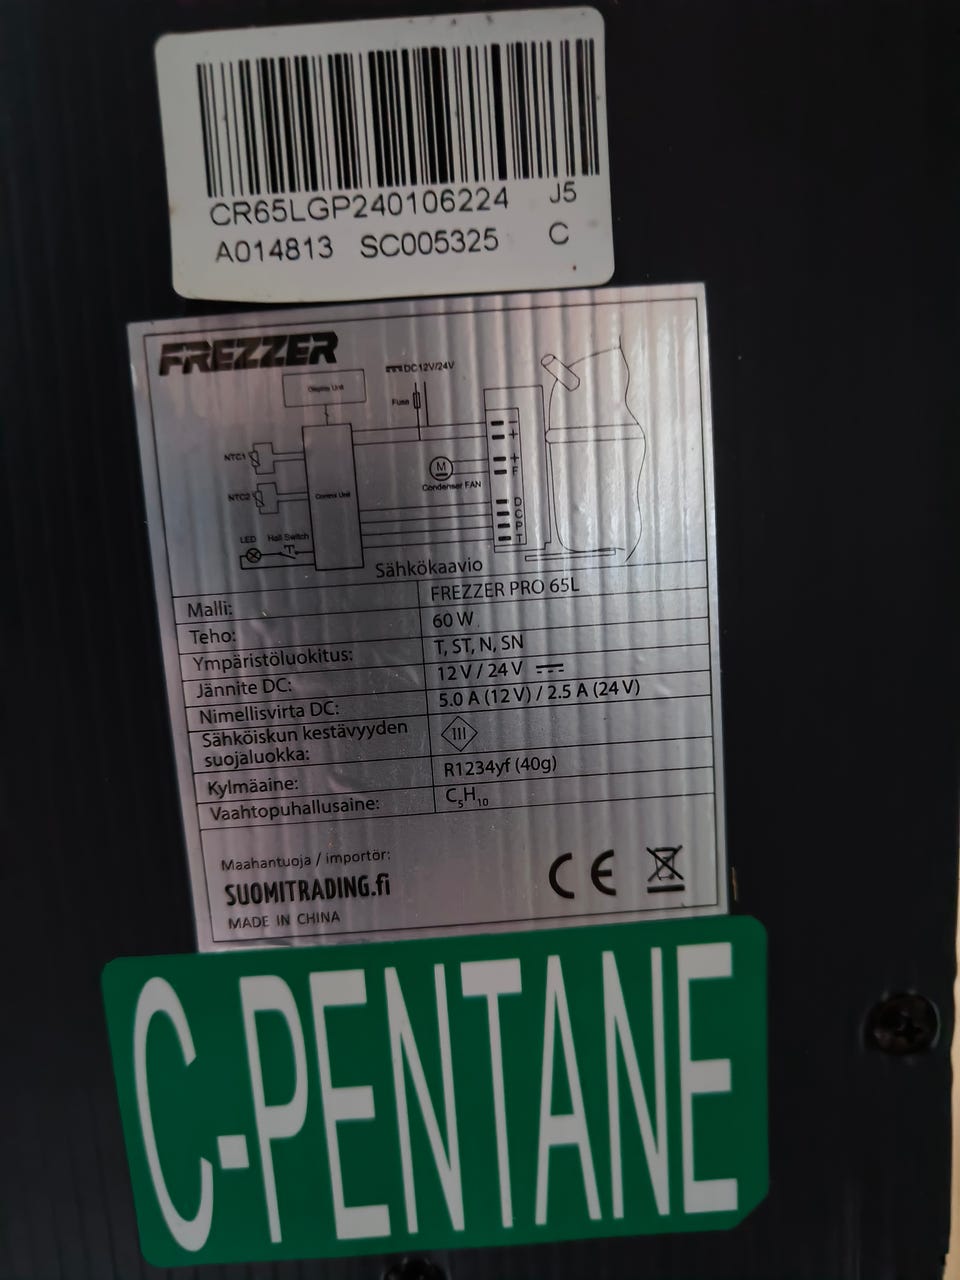 CR65LGP240106224 J5
A014813 SC005325 C
FREZZER
Display Unit
DC12V/24V
Fuse
NTC1
NTC2
Contro Unit
M
Condenser FAN
LED Hall Switch
- 
+
+
F
D
C
P
T
Sähkökaavio
Malli: FREZZER PRO 65L
Teho: 60 W
Ympäristöluokitus: T, ST, N, SN
Jännite DC: 12 V / 24 V
Nimellisvirta DC: 5.0 A (12 V) / 2.5 A (24 V)
Sähköiskun kestävyyden
suojaluokka: III
Kylmäaine: R1234yf (40g)
Vaahtopuhallusaine: C₅H₁₀
Maahantuoja / importör:
SUOMITRADING.fi
MADE IN CHINA
CE
C-PENTANE